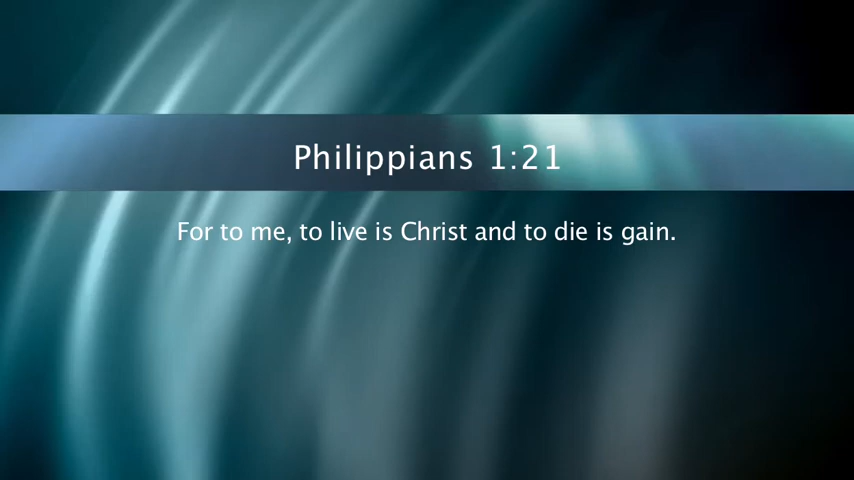 Philippians 1:21
For to me, to live is Christ and to die is gain.